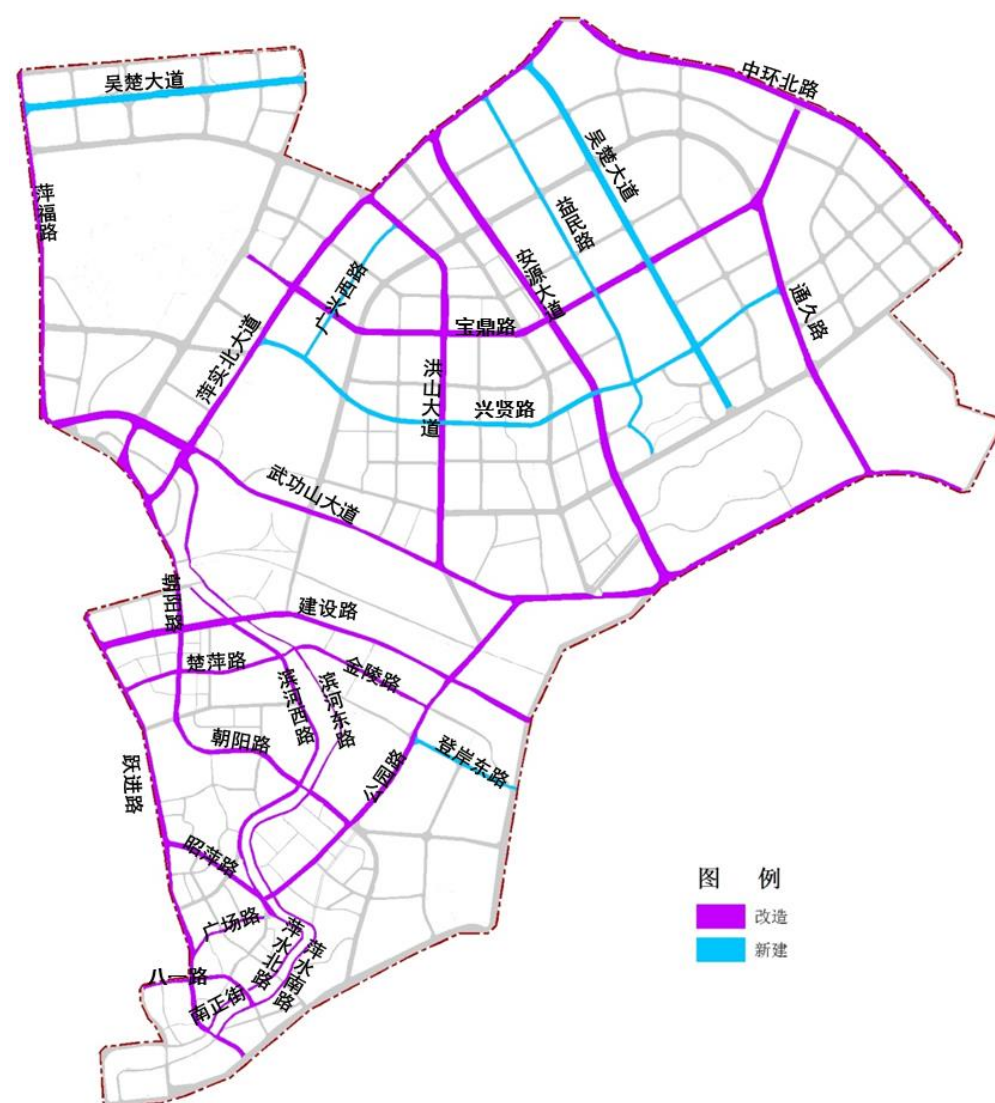 吴楚大道
中环北路
萍福路
吴楚大道
益民路
广兴西路
安源大道
通久路
宝鼎路
萍实北大道
洪山大道
兴贤路
武功山大道
朝阳路
建设路
楚萍路
金陵路
滨河西路
滨河东路
朝阳路
登岸东路
跃进路
公园路
昭萍路
图 例
改造
新建
广场路
萍水北路
萍水南路
八一路
南正街